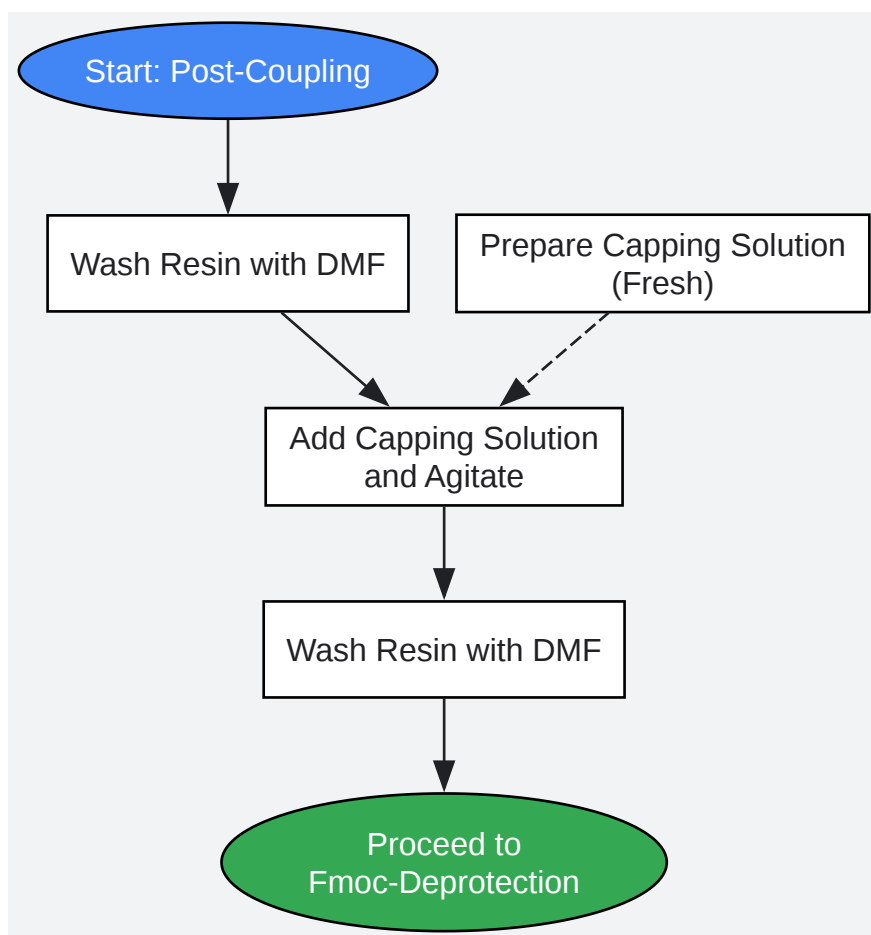 Start: Post-Coupling
Wash Resin with DMF
Prepare Capping Solution
(Fresh)
Add Capping Solution
and Agitate
Wash Resin with DMF
Proceed to
Fmoc-Deprotection